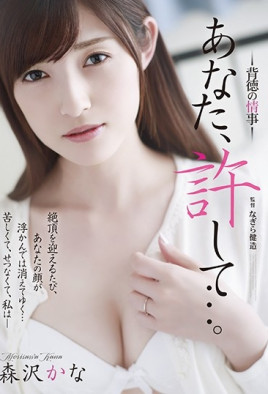 ―背徳の情事―
あなた、
許して…。
監督 なぎら健造
絶頂を迎えるたび、
あなたの顔が
浮かんでは消えてゆく…
苦しくて、せつなくて、私は―
Morisawa Kana
森沢かな